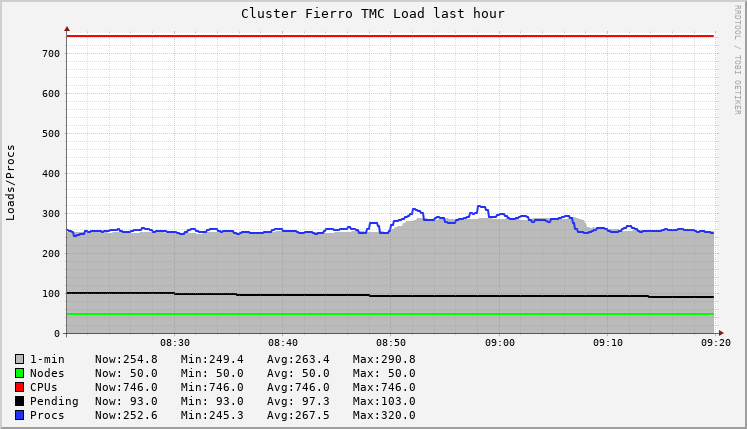 Cluster Fierro TMC Load last hour
RRDTOOL / TOBI OETIKER
Loads/Procs
700
600
500
400
300
200
100
0
08:30 08:40 08:50 09:00 09:10 09:20
1-min Now:254.8 Min:249.4 Avg:263.4 Max:290.8
Nodes Now: 50.0 Min: 50.0 Avg: 50.0 Max: 50.0
CPUs Now:746.0 Min:746.0 Avg:746.0 Max:746.0
Pending Now: 93.0 Min: 93.0 Avg: 97.3 Max:103.0
Procs Now:252.6 Min:245.3 Avg:267.5 Max:320.0